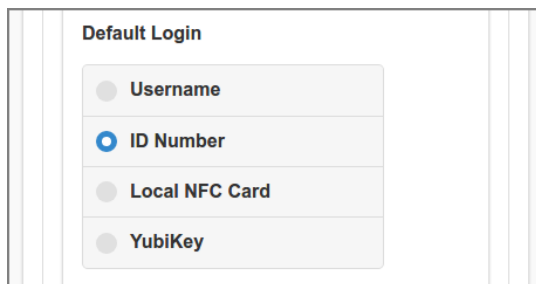 Default Login
Username
ID Number
Local NFC Card
YubiKey